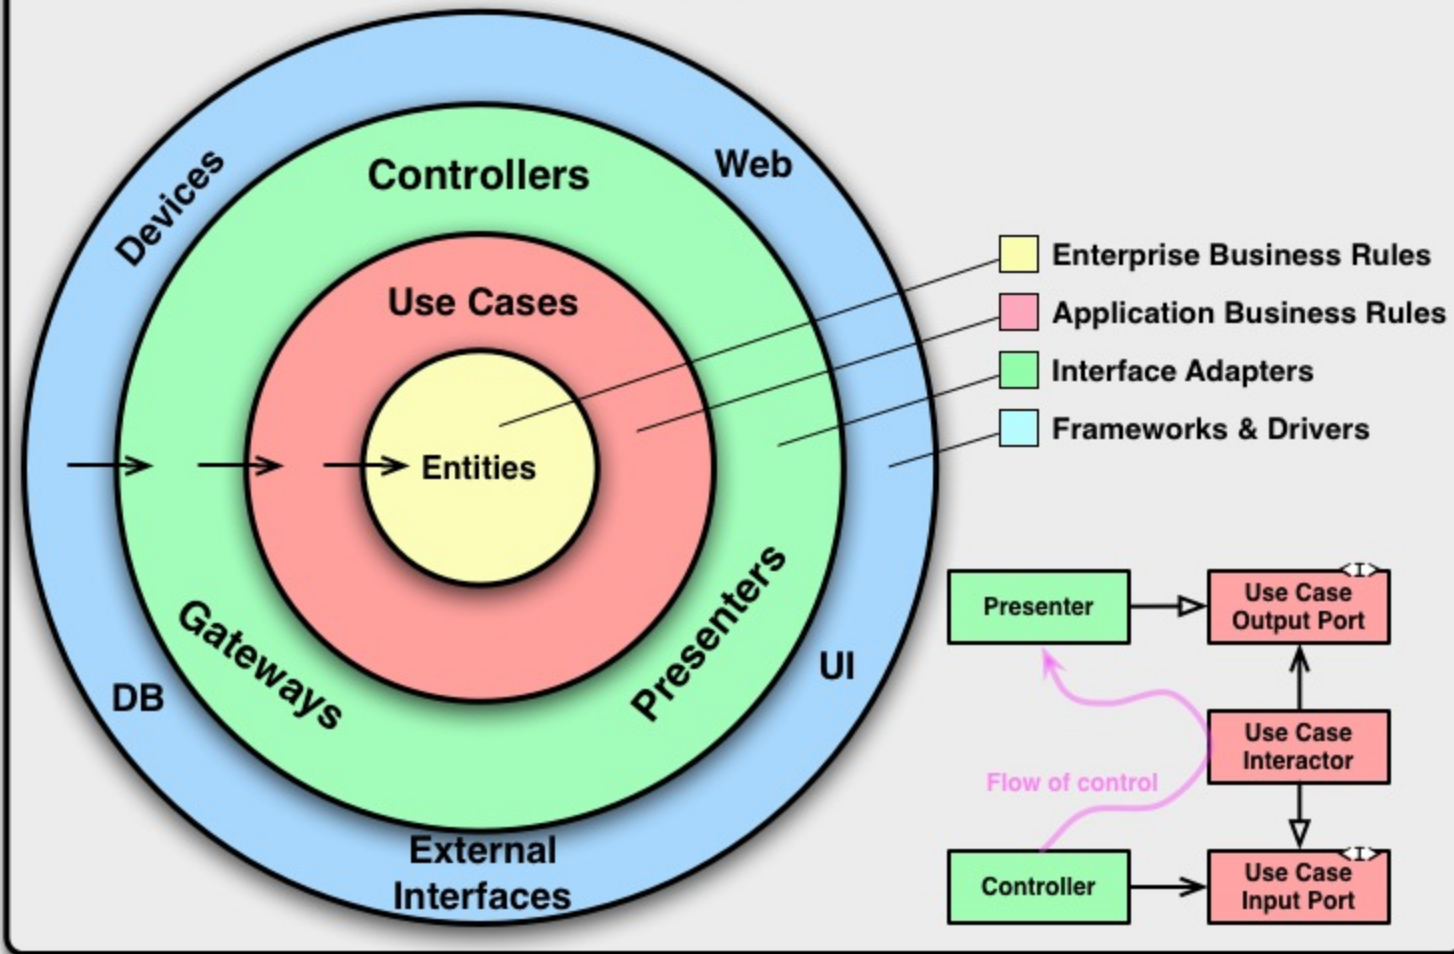 Devices
Web
Controllers
Use Cases
Entities
Gateways
Presenters
DB
UI
External
Interfaces
Enterprise Business Rules
Application Business Rules
Interface Adapters
Frameworks & Drivers
Presenter
<I>
Use Case
Output Port
Use Case
Interactor
Flow of control
Controller
<I>
Use Case
Input Port